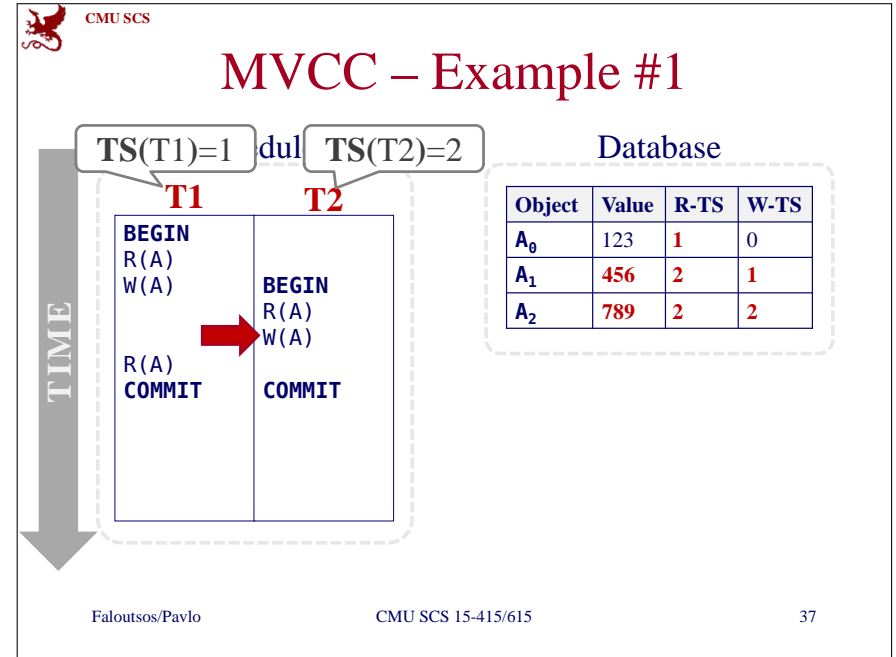 CMU SCS
MVCC – Example #1
TS(T1)=1 edul TS(T2)=2 Database
T1 T2
Object Value R-TS W-TS
A₀ 123 1 0
A₁ 456 2 1
A₂ 789 2 2
BEGIN
R(A)
W(A) BEGIN
R(A)
W(A)
R(A)
COMMIT COMMIT
TIME
Faloutsos/Pavlo CMU SCS 15-415/615 37